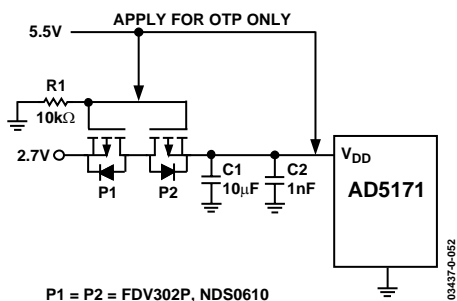 APPLY FOR OTP ONLY
5.5V
R1
10kΩ
2.7V
P1
P2
C1
10μF
C2
1nF
VDD
AD5171
P1 = P2 = FDV302P, NDS0610
03437-0-052